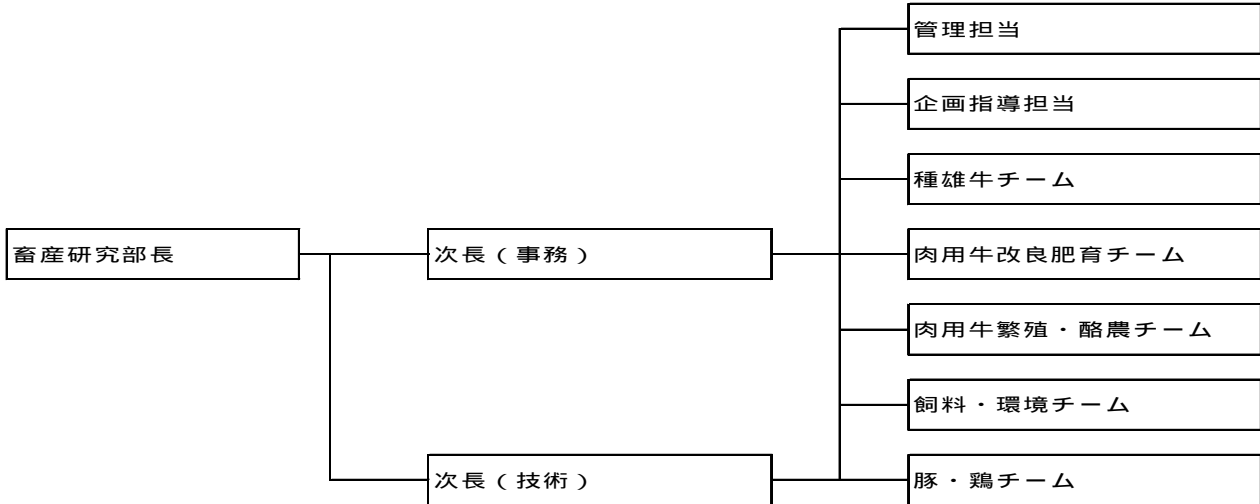 管理担当
企画指導担当
種雄牛チーム
畜産研究部長
次長（事務）
肉用牛改良肥育チーム
肉用牛繁殖・酪農チーム
飼料・環境チーム
次長（技術）
豚・鶏チーム